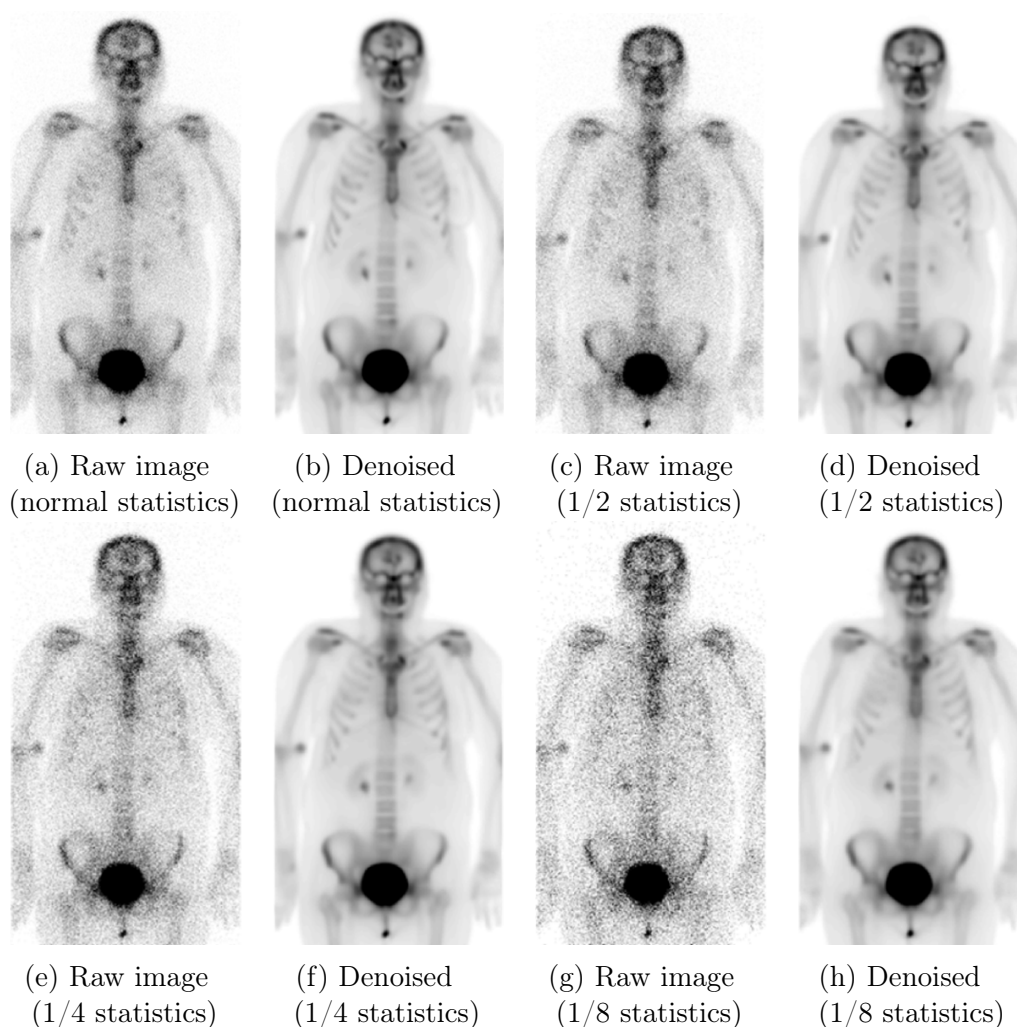 (a) Raw image
(normal statistics)
(b) Denoised
(normal statistics)
(c) Raw image
(1/2 statistics)
(d) Denoised
(1/2 statistics)
(e) Raw image
(1/4 statistics)
(f) Denoised
(1/4 statistics)
(g) Raw image
(1/8 statistics)
(h) Denoised
(1/8 statistics)